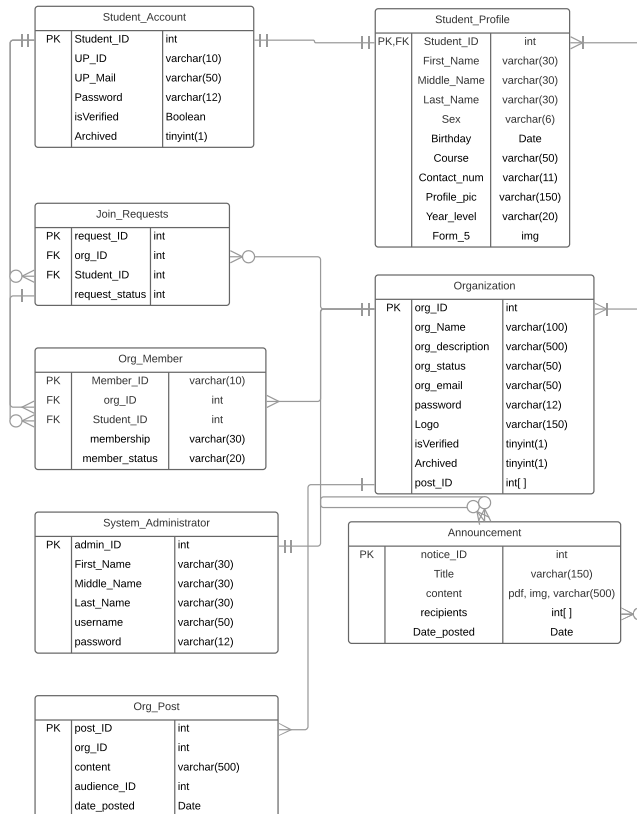 Student_Account
PK Student_ID int
UP_ID varchar(10)
UP_Mail varchar(50)
Password varchar(12)
isVerified Boolean
Archived tinyint(1)
Student_Profile
PK,FK Student_ID int
First_Name varchar(30)
Middle_Name varchar(30)
Last_Name varchar(30)
Sex varchar(6)
Birthday Date
Course varchar(50)
Contact_num varchar(11)
Profile_pic varchar(150)
Year_level varchar(20)
Form_5 img
Join_Requests
PK request_ID int
FK org_ID int
FK Student_ID int
request_status int
Organization
PK org_ID int
org_Name varchar(100)
org_description varchar(500)
org_status varchar(50)
org_email varchar(50)
password varchar(12)
Logo varchar(150)
isVerified tinyint(1)
Archived tinyint(1)
post_ID int[ ]
Org_Member
PK Member_ID varchar(10)
FK org_ID int
FK Student_ID int
membership varchar(30)
member_status varchar(20)
System_Administrator
PK admin_ID int
First_Name varchar(30)
Middle_Name varchar(30)
Last_Name varchar(30)
username varchar(50)
password varchar(12)
Announcement
PK notice_ID int
Title varchar(150)
content pdf, img, varchar(500)
recipients int[ ]
Date_posted Date
Org_Post
PK post_ID int
org_ID int
content varchar(500)
audience_ID int
date_posted Date